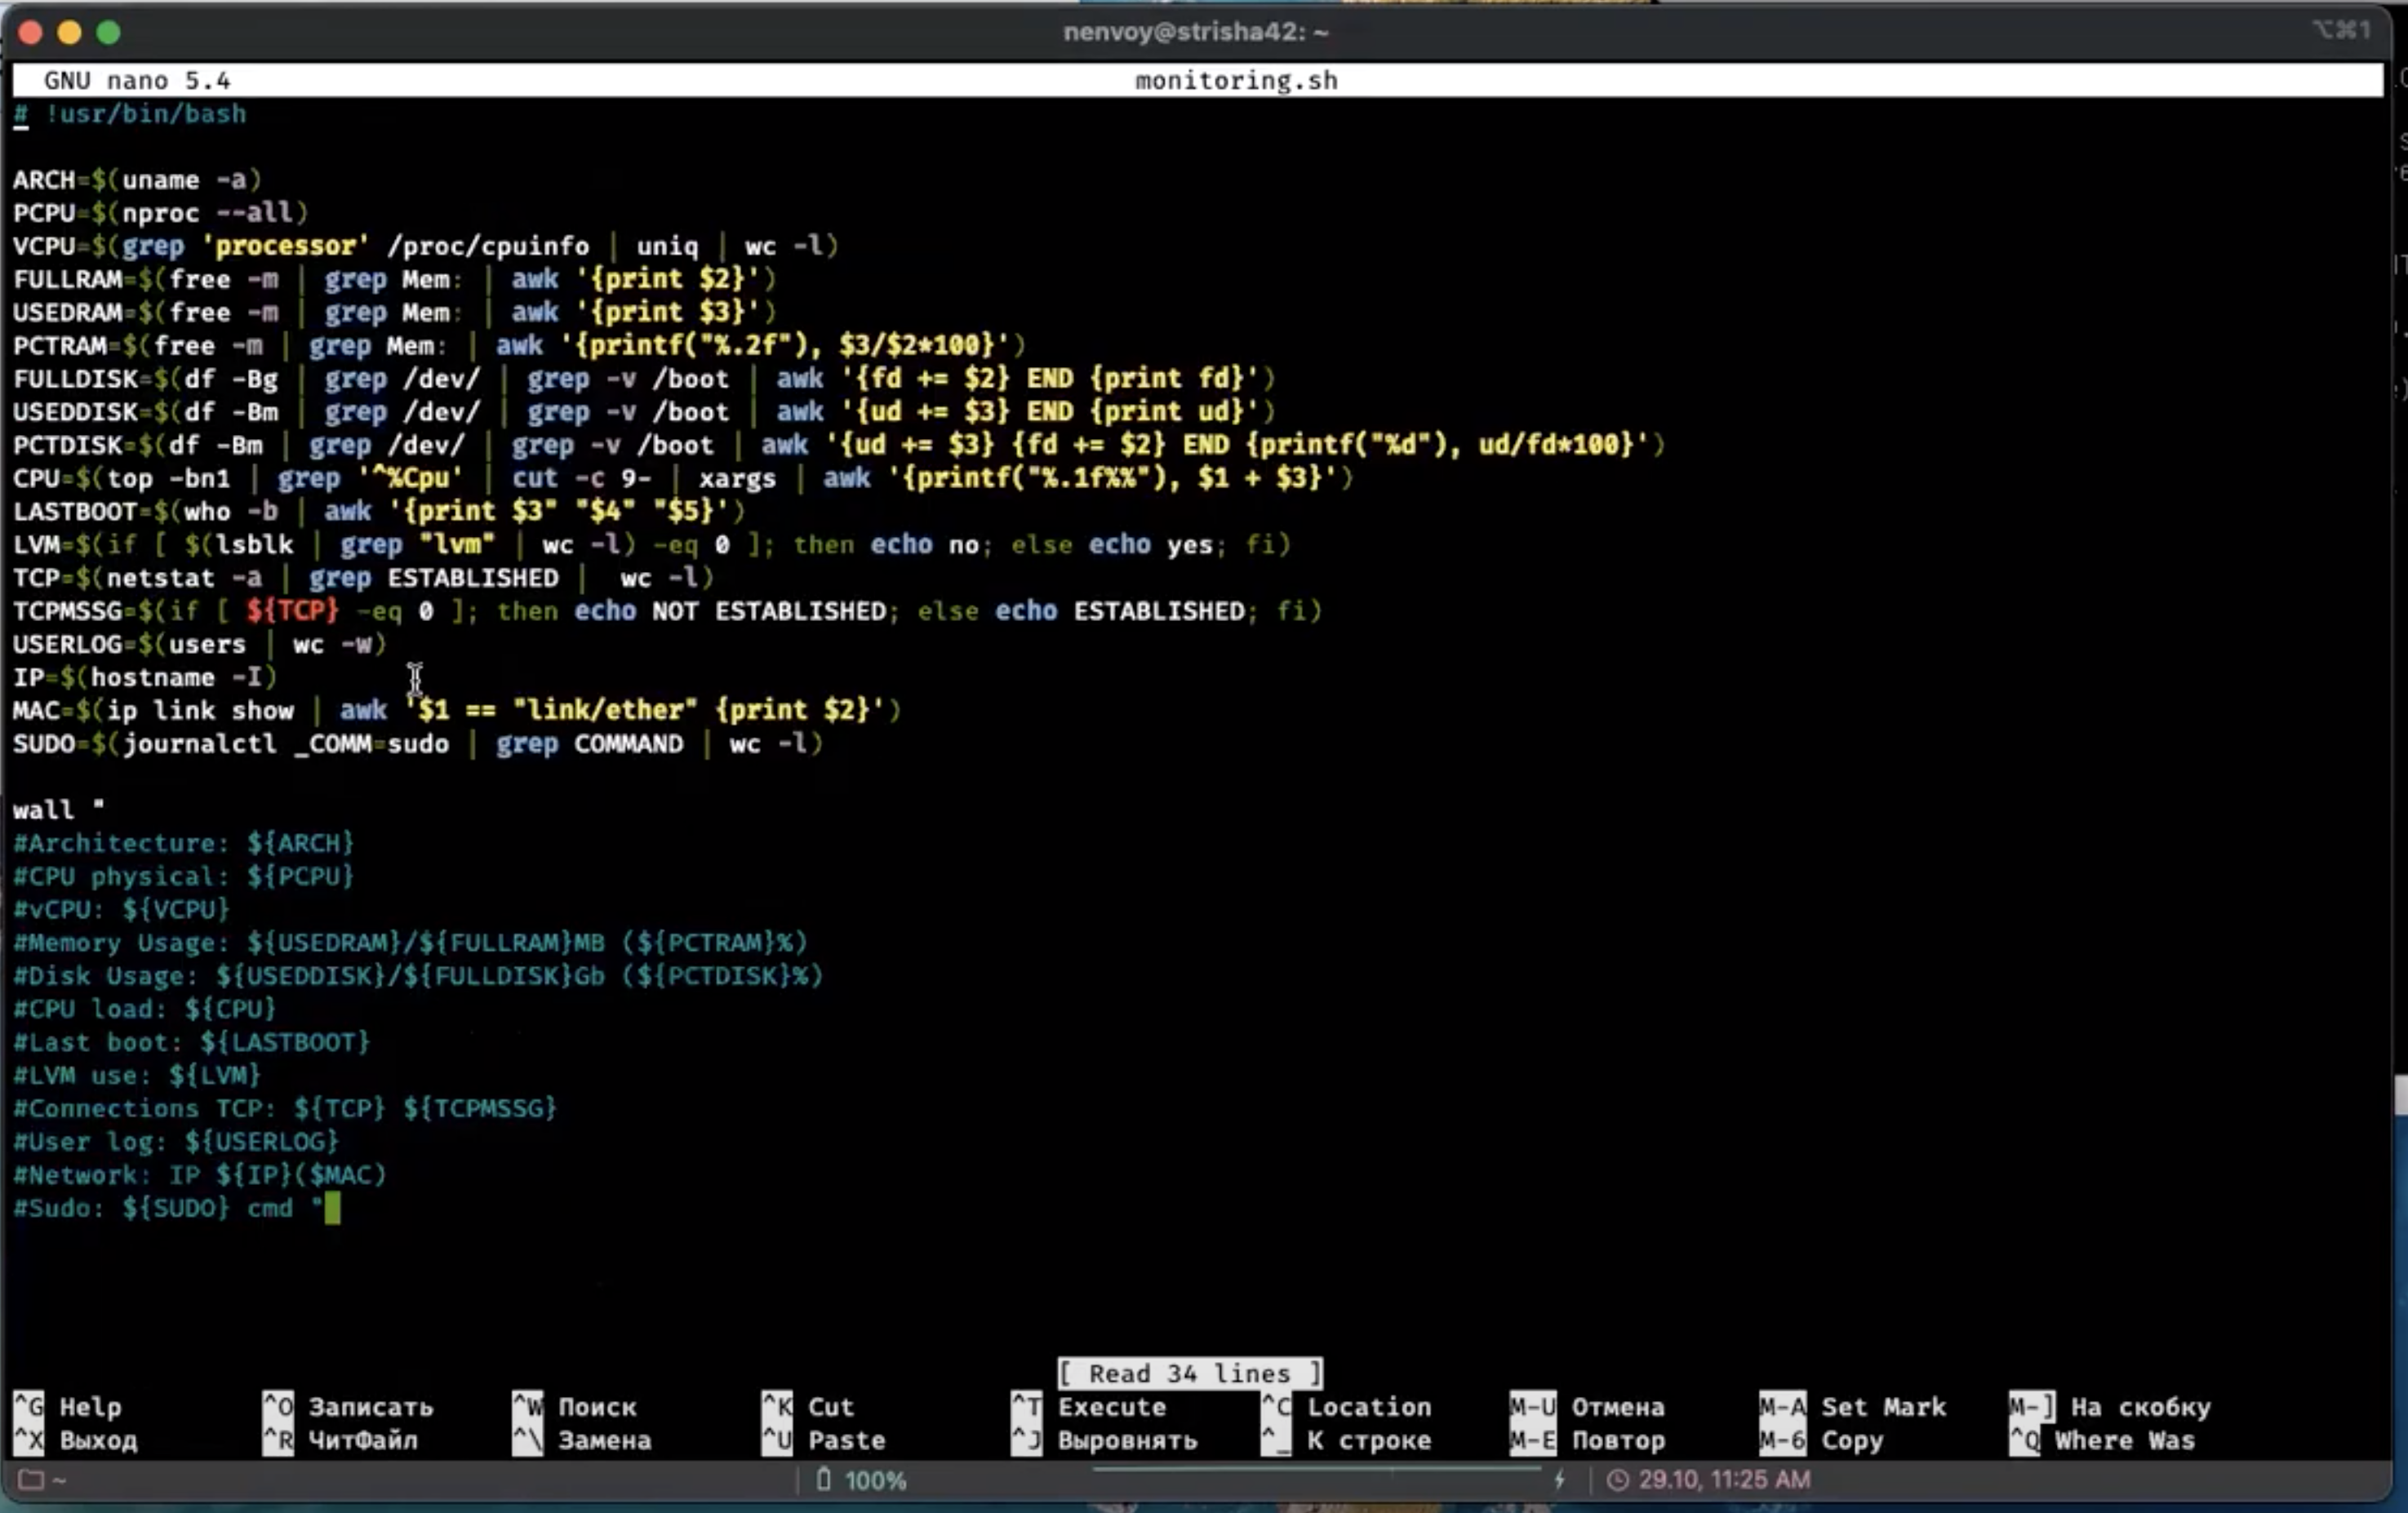 nenvoy@strisha42: ~
⌥⌘1
GNU nano 5.4 monitoring.sh
# !usr/bin/bash
ARCH=$(uname -a)
PCPU=$(nproc --all)
VCPU=$(grep 'processor' /proc/cpuinfo | uniq | wc -l)
FULLRAM=$(free -m | grep Mem: | awk '{print $2}')
USEDRAM=$(free -m | grep Mem: | awk '{print $3}')
PCTRAM=$(free -m | grep Mem: | awk '{printf("%.2f"), $3/$2*100}')
FULLDISK=$(df -Bg | grep /dev/ | grep -v /boot | awk '{fd += $2} END {print fd}')
USEDDISK=$(df -Bm | grep /dev/ | grep -v /boot | awk '{ud += $3} END {print ud}')
PCTDISK=$(df -Bm | grep /dev/ | grep -v /boot | awk '{ud += $3} {fd += $2} END {printf("%d"), ud/fd*100}')
CPU=$(top -bn1 | grep '^%Cpu' | cut -c 9- | xargs | awk '{printf("%.1f%%"), $1 + $3}')
LASTBOOT=$(who -b | awk '{print $3" "$4" "$5}')
LVM=$(if [ $(lsblk | grep "lvm" | wc -l) -eq 0 ]; then echo no; else echo yes; fi)
TCP=$(netstat -a | grep ESTABLISHED |  wc -l)
TCPMSSG=$(if [ ${TCP} -eq 0 ]; then echo NOT ESTABLISHED; else echo ESTABLISHED; fi)
USERLOG=$(users | wc -w)
IP=$(hostname -I)
MAC=$(ip link show | awk '$1 == "link/ether" {print $2}')
SUDO=$(journalctl _COMM=sudo | grep COMMAND | wc -l)
wall "
#Architecture: ${ARCH}
#CPU physical: ${PCPU}
#vCPU: ${VCPU}
#Memory Usage: ${USEDRAM}/${FULLRAM}MB (${PCTRAM}%)
#Disk Usage: ${USEDDISK}/${FULLDISK}Gb (${PCTDISK}%)
#CPU load: ${CPU}
#Last boot: ${LASTBOOT}
#LVM use: ${LVM}
#Connections TCP: ${TCP} ${TCPMSSG}
#User log: ${USERLOG}
#Network: IP ${IP}($MAC)
#Sudo: ${SUDO} cmd "
[ Read 34 lines ]
^G Help ^O Записать ^W Поиск ^K Cut ^T Execute ^C Location M-U Отмена M-A Set Mark M-] На скобку
^X Выход ^R ЧитФайл ^\ Замена ^U Paste ^J Выровнять ^_ К строке M-E Повтор M-6 Copy ^Q Where Was
~ 100% 29.10, 11:25 AM